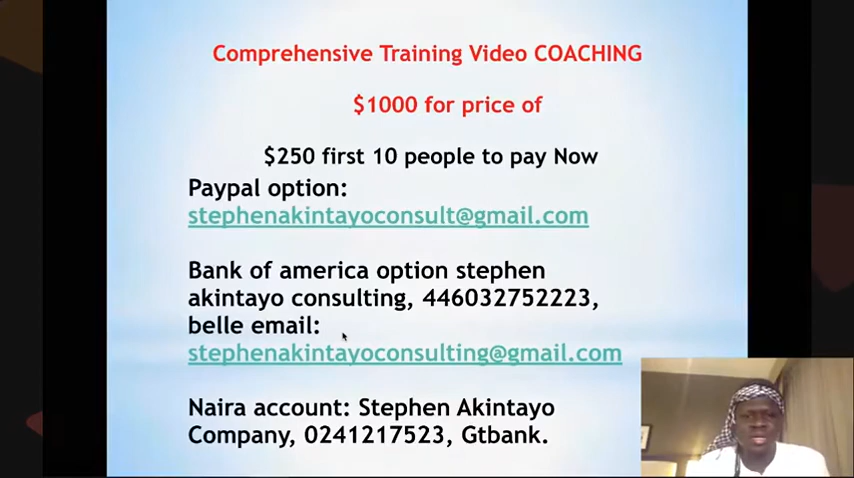 Comprehensive Training Video COACHING
$1000 for price of
$250 first 10 people to pay Now
Paypal option:
stephenakintayoconsult@gmail.com
Bank of america option stephen
akintayo consulting, 446032752223,
belle email:
stephenakintayoconsulting@gmail.com
Naira account: Stephen Akintayo
Company, 0241217523, Gtbank.